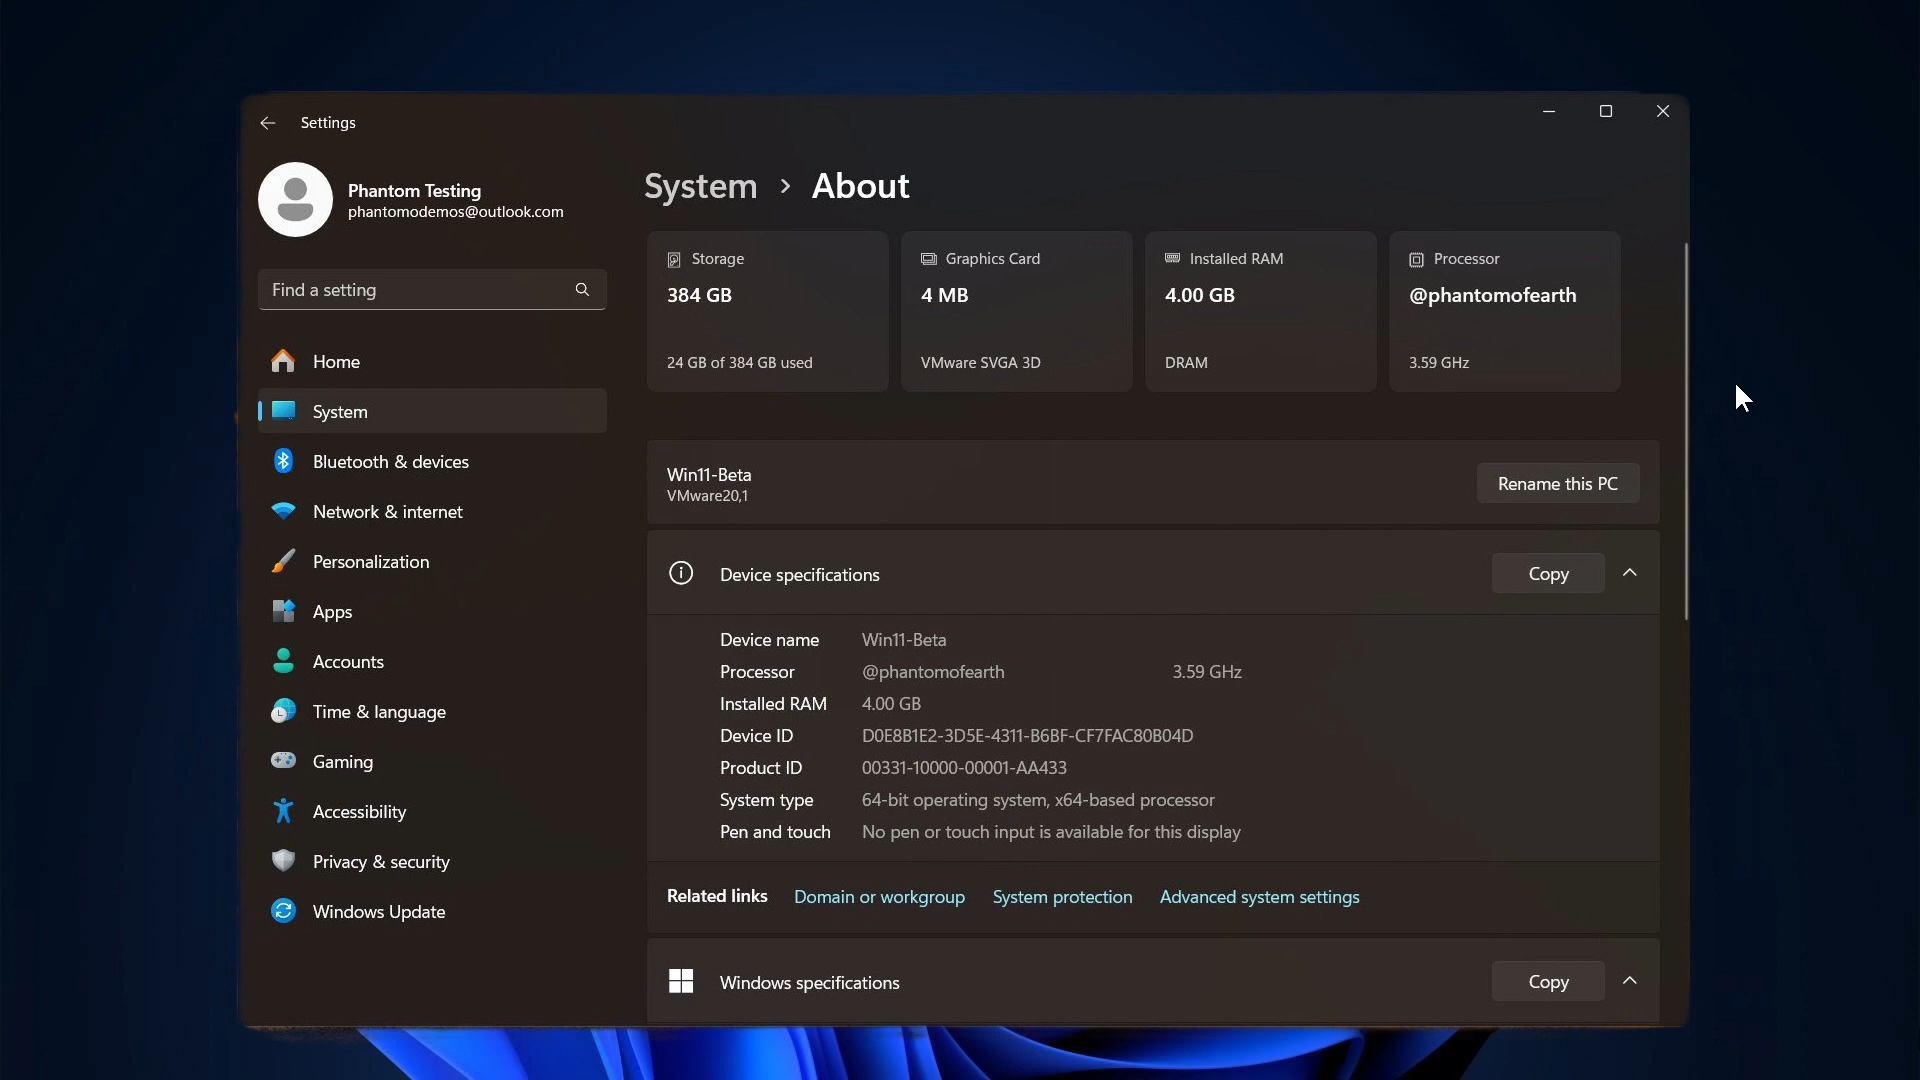 Settings
Phantom Testing
phantomodemos@outlook.com
Find a setting
Home
System
Bluetooth & devices
Network & internet
Personalization
Apps
Accounts
Time & language
Gaming
Accessibility
Privacy & security
Windows Update
System > About
Storage
384 GB
24 GB of 384 GB used
Graphics Card
4 MB
VMware SVGA 3D
Installed RAM
4.00 GB
DRAM
Processor
@phantomofearth
3.59 GHz
Win11-Beta
VMware20,1
Rename this PC
Device specifications
Copy
Device name Win11-Beta
Processor @phantomofearth 3.59 GHz
Installed RAM 4.00 GB
Device ID D0E8B1E2-3D5E-4311-B6BF-CF7FAC80B04D
Product ID 00331-10000-00001-AA433
System type 64-bit operating system, x64-based processor
Pen and touch No pen or touch input is available for this display
Related links Domain or workgroup System protection Advanced system settings
Windows specifications
Copy